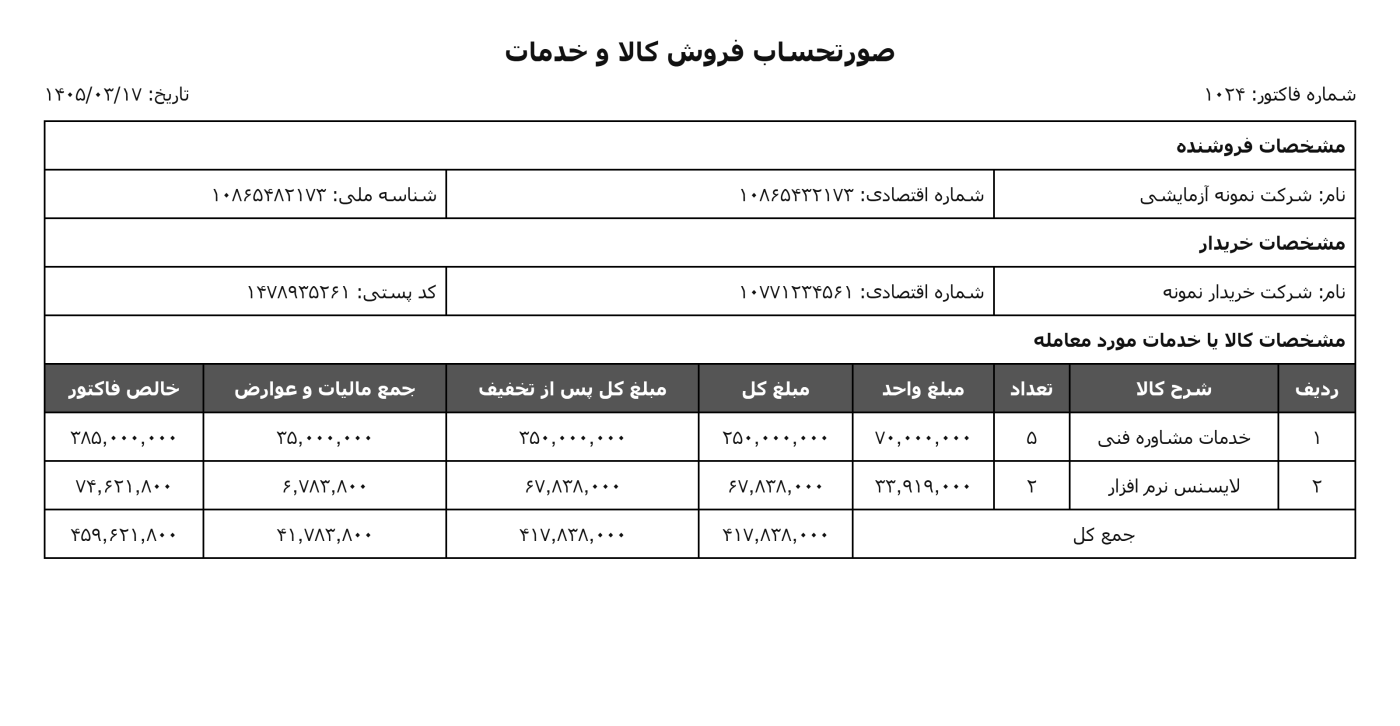 صورتحساب فروش کالا و خدمات
شماره فاکتور: ۱۰۲۴ تاریخ: ۱۴۰۵/۰۳/۱۷
مشخصات فروشنده
نام: شرکت نمونه آزمایشی شماره اقتصادی: ۱۰۸۶۵۴۳۲۱۷۳ شناسه ملی: ۱۰۸۶۵۴۸۲۱۷۳
مشخصات خریدار
نام: شرکت خریدار نمونه شماره اقتصادی: ۱۰۷۷۱۲۳۴۵۶۱ کد پستی: ۱۴۷۸۹۳۵۲۶۱
مشخصات کالا یا خدمات مورد معامله
ردیف شرح کالا تعداد مبلغ واحد مبلغ کل مبلغ کل پس از تخفیف جمع مالیات و عوارض خالص فاکتور
۱ خدمات مشاوره فنی ۵ ۷۰,۰۰۰,۰۰۰ ۲۵۰,۰۰۰,۰۰۰ ۳۵۰,۰۰۰,۰۰۰ ۳۵,۰۰۰,۰۰۰ ۳۸۵,۰۰۰,۰۰۰
۲ لایسنس نرم افزار ۲ ۳۳,۹۱۹,۰۰۰ ۶۷,۸۳۸,۰۰۰ ۶۷,۸۳۸,۰۰۰ ۶,۷۸۳,۸۰۰ ۷۴,۶۲۱,۸۰۰
جمع کل ۴۱۷,۸۳۸,۰۰۰ ۴۱۷,۸۳۸,۰۰۰ ۴۱,۷۸۳,۸۰۰ ۴۵۹,۶۲۱,۸۰۰